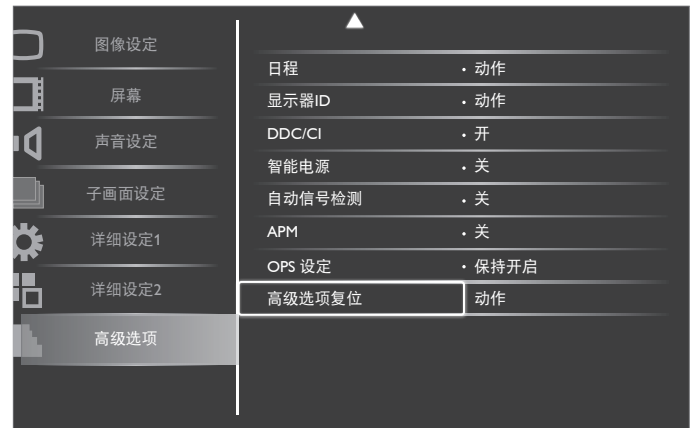 图像设定
屏幕
声音设定
子画面设定
详细设定1
详细设定2
高级选项
日程 • 动作
显示器ID • 动作
DDC/CI • 开
智能电源 • 关
自动信号检测 • 关
APM • 关
OPS 设定 • 保持开启
高级选项复位 动作